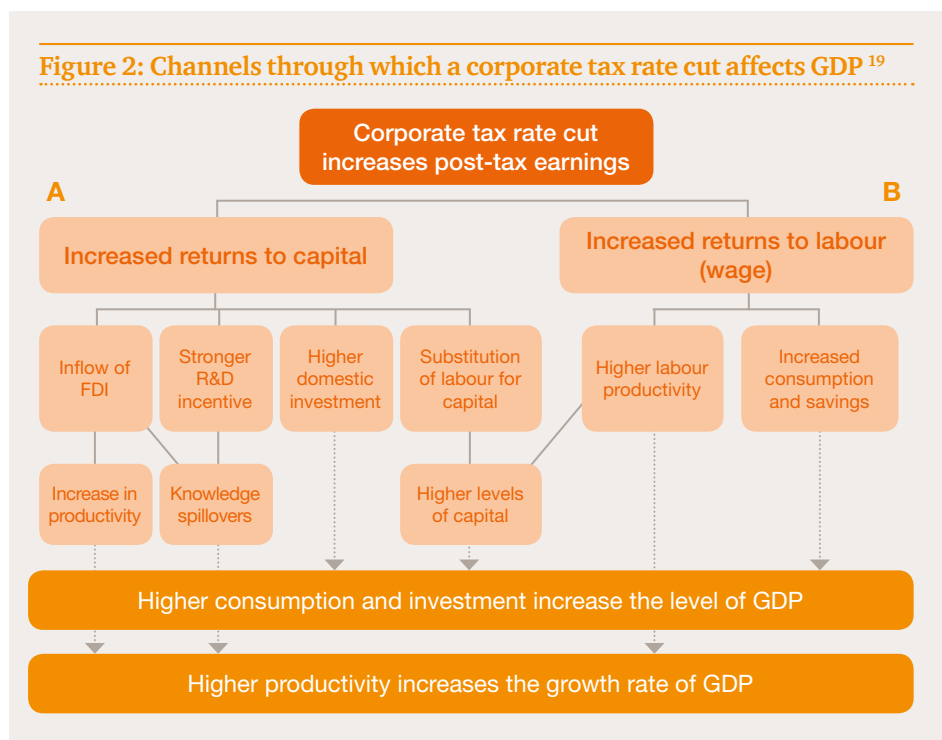 Figure 2: Channels through which a corporate tax rate cut affects GDP 19
Corporate tax rate cut
increases post-tax earnings
A
B
Increased returns to capital
Increased returns to labour
(wage)
Inflow of
FDI
Stronger
R&D
incentive
Higher
domestic
investment
Substitution
of labour for
capital
Higher labour
productivity
Increased
consumption
and savings
Increase in
productivity
Knowledge
spillovers
Higher levels
of capital
Higher consumption and investment increase the level of GDP
Higher productivity increases the growth rate of GDP